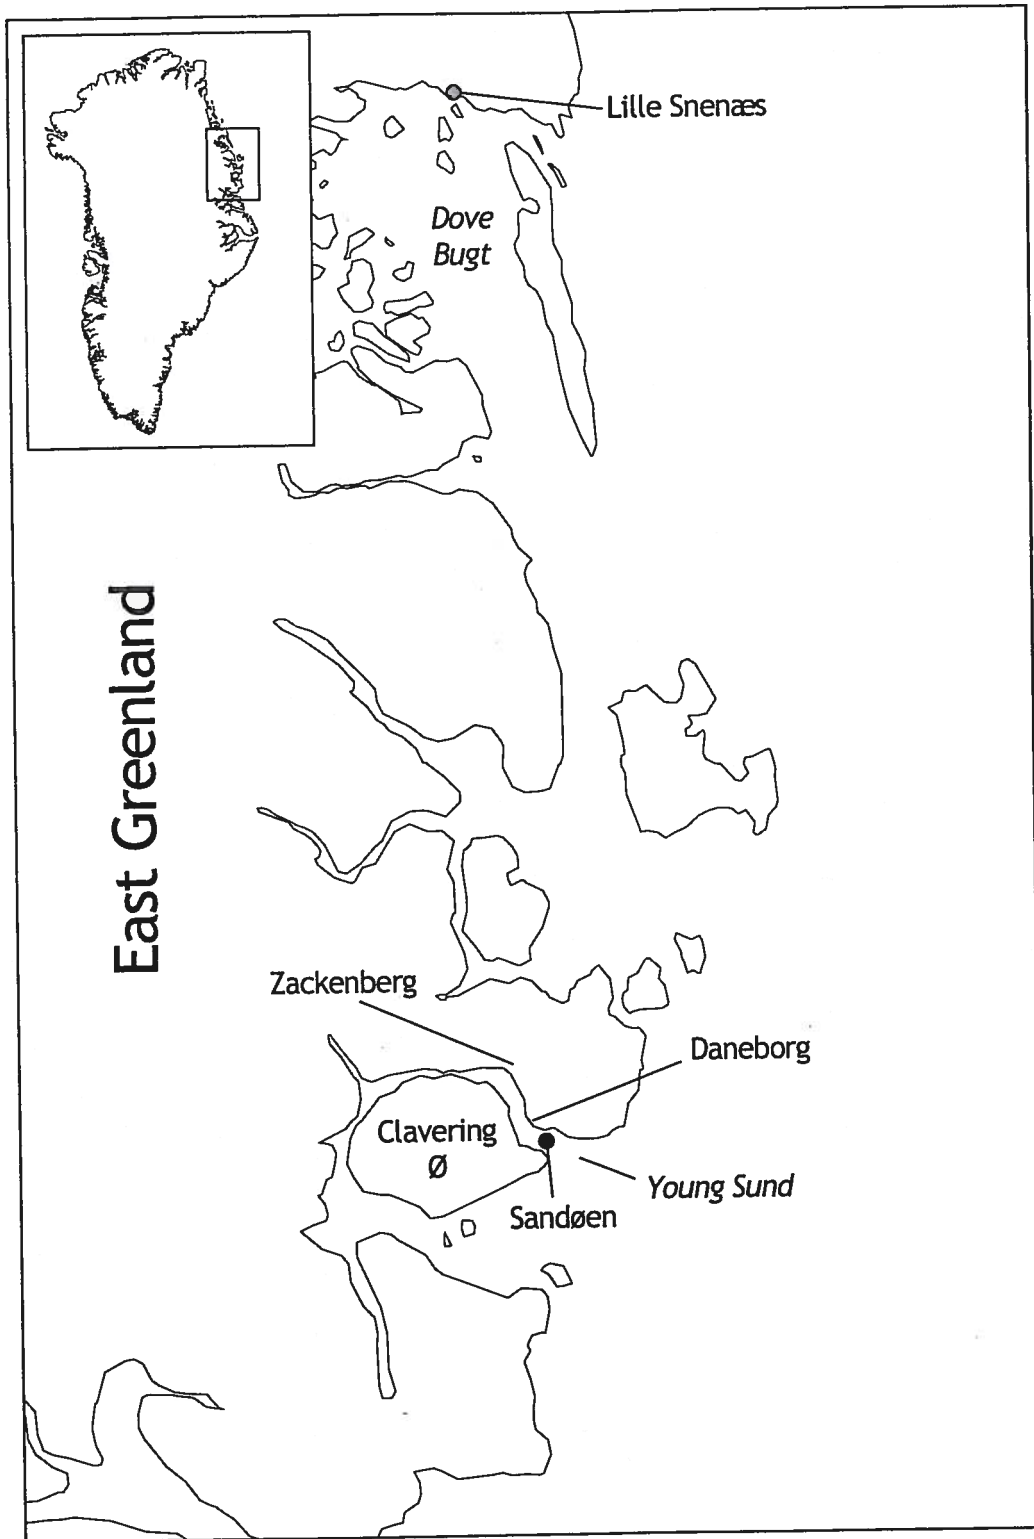 Lille Snenæs
Dove
Bugt
East Greenland
Zackenberg
Daneborg
Clavering
Ø
Young Sund
Sandøen